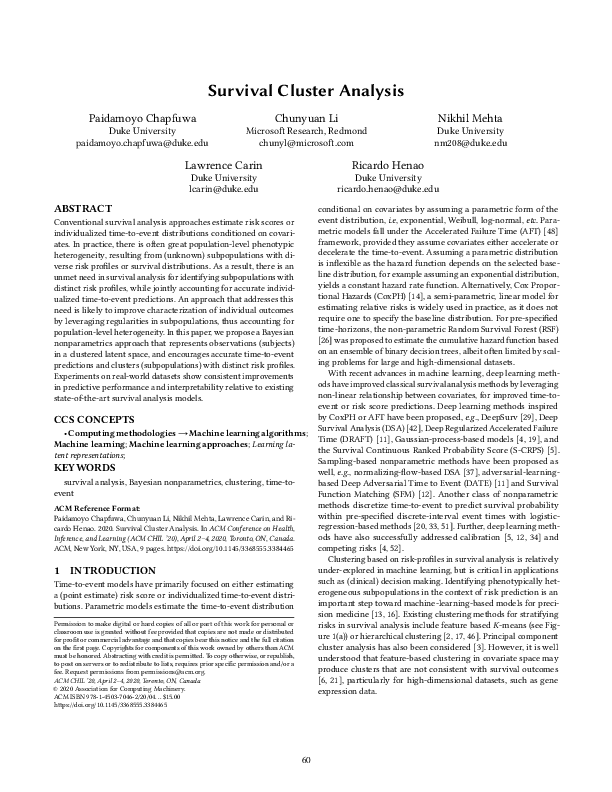 Survival Cluster Analysis
Paidamoyo Chapfuwa
Duke University
paidamoyo.chapfuwa@duke.edu
Chunyuan Li
Microsoft Research, Redmond
chunyl@microsoft.com
Nikhil Mehta
Duke University
nm208@duke.edu
Lawrence Carin
Duke University
lcarin@duke.edu
Ricardo Henao
Duke University
ricardo.henao@duke.edu
ABSTRACT
Conventional survival analysis approaches estimate risk scores or
individualized time-to-event distributions conditioned on covari-
ates. In practice, there is often great population-level phenotypic
heterogeneity, resulting from (unknown) subpopulations with di-
verse risk profiles or survival distributions. As a result, there is an
unmet need in survival analysis for identifying subpopulations with
distinct risk profiles, while jointly accounting for accurate individ-
ualized time-to-event predictions. An approach that addresses this
need is likely to improve characterization of individual outcomes
by leveraging regularities in subpopulations, thus accounting for
population-level heterogeneity. In this paper, we propose a Bayesian
nonparametrics approach that represents observations (subjects)
in a clustered latent space, and encourages accurate time-to-event
predictions and clusters (subpopulations) with distinct risk profiles.
Experiments on real-world datasets show consistent improvements
in predictive performance and interpretability relative to existing
state-of-the-art survival analysis models.
CCS CONCEPTS
• Computing methodologies → Machine learning algorithms;
Machine learning; Machine learning approaches; Learning la-
tent representations;
KEYWORDS
survival analysis, Bayesian nonparametrics, clustering, time-to-
event
ACM Reference Format:
Paidamoyo Chapfuwa, Chunyuan Li, Nikhil Mehta, Lawrence Carin, and Ri-
cardo Henao. 2020. Survival Cluster Analysis. In ACM Conference on Health,
Inference, and Learning (ACM CHIL '20), April 2–4, 2020, Toronto, ON, Canada.
ACM, New York, NY, USA, 9 pages. https://doi.org/10.1145/3368555.3384465
1 INTRODUCTION
Time-to-event models have primarily focused on either estimating
a (point estimate) risk score or individualized time-to-event distri-
butions. Parametric models estimate the time-to-event distribution
Permission to make digital or hard copies of all or part of this work for personal or
classroom use is granted without fee provided that copies are not made or distributed
for profit or commercial advantage and that copies bear this notice and the full citation
on the first page. Copyrights for components of this work owned by others than ACM
must be honored. Abstracting with credit is permitted. To copy otherwise, or republish,
to post on servers or to redistribute to lists, requires prior specific permission and/or a
fee. Request permissions from permissions@acm.org.
ACM CHIL '20, April 2–4, 2020, Toronto, ON, Canada
© 2020 Association for Computing Machinery.
ACM ISBN 978-1-4503-7046-2/20/04...$15.00
https://doi.org/10.1145/3368555.3384465
conditional on covariates by assuming a parametric form of the
event distribution, i.e, exponential, Weibull, log-normal, etc. Para-
metric models fall under the Accelerated Failure Time (AFT) [48]
framework, provided they assume covariates either accelerate or
decelerate the time-to-event. Assuming a parametric distribution
is inflexible as the hazard function depends on the selected base-
line distribution, for example assuming an exponential distribution,
yields a constant hazard rate function. Alternatively, Cox Propor-
tional Hazards (CoxPH) [14], a semi-parametric, linear model for
estimating relative risks is widely used in practice, as it does not
require one to specify the baseline distribution. For pre-specified
time-horizons, the non-parametric Random Survival Forest (RSF)
[26] was proposed to estimate the cumulative hazard function based
on an ensemble of binary decision trees, albeit often limited by scal-
ing problems for large and high-dimensional datasets.
With recent advances in machine learning, deep learning meth-
ods have improved classical survival analysis methods by leveraging
non-linear relationship between covariates, for improved time-to-
event or risk score predictions. Deep learning methods inspired
by CoxPH or AFT have been proposed, e.g., DeepSurv [29], Deep
Survival Analysis (DSA) [42], Deep Regularized Accelerated Failure
Time (DRAFT) [11], Gaussian-process-based models [4, 19], and
the Survival Continuous Ranked Probability Score (S-CRPS) [5].
Sampling-based nonparametric methods have been proposed as
well, e.g., normalizing-flow-based DSA [37], adversarial-learning-
based Deep Adversarial Time to Event (DATE) [11] and Survival
Function Matching (SFM) [12]. Another class of nonparametric
methods discretize time-to-event to predict survival probability
within pre-specified discrete-interval event times with logistic-
regression-based methods [20, 33, 51]. Further, deep learning meth-
ods have also successfully addressed calibration [5, 12, 34] and
competing risks [4, 52].
Clustering based on risk-profiles in survival analysis is relatively
under-explored in machine learning, but is critical in applications
such as (clinical) decision making. Identifying phenotypically het-
erogeneous subpopulations in the context of risk prediction is an
important step toward machine-learning-based models for preci-
sion medicine [13, 16]. Existing clustering methods for stratifying
risks in survival analysis include feature based K-means (see Fig-
ure 1(a)) or hierarchical clustering [2, 17, 46]. Principal component
cluster analysis has also been considered [3]. However, it is well
understood that feature-based clustering in covariate space may
produce clusters that are not consistent with survival outcomes
[6, 21], particularly for high-dimensional datasets, such as gene
expression data.
60